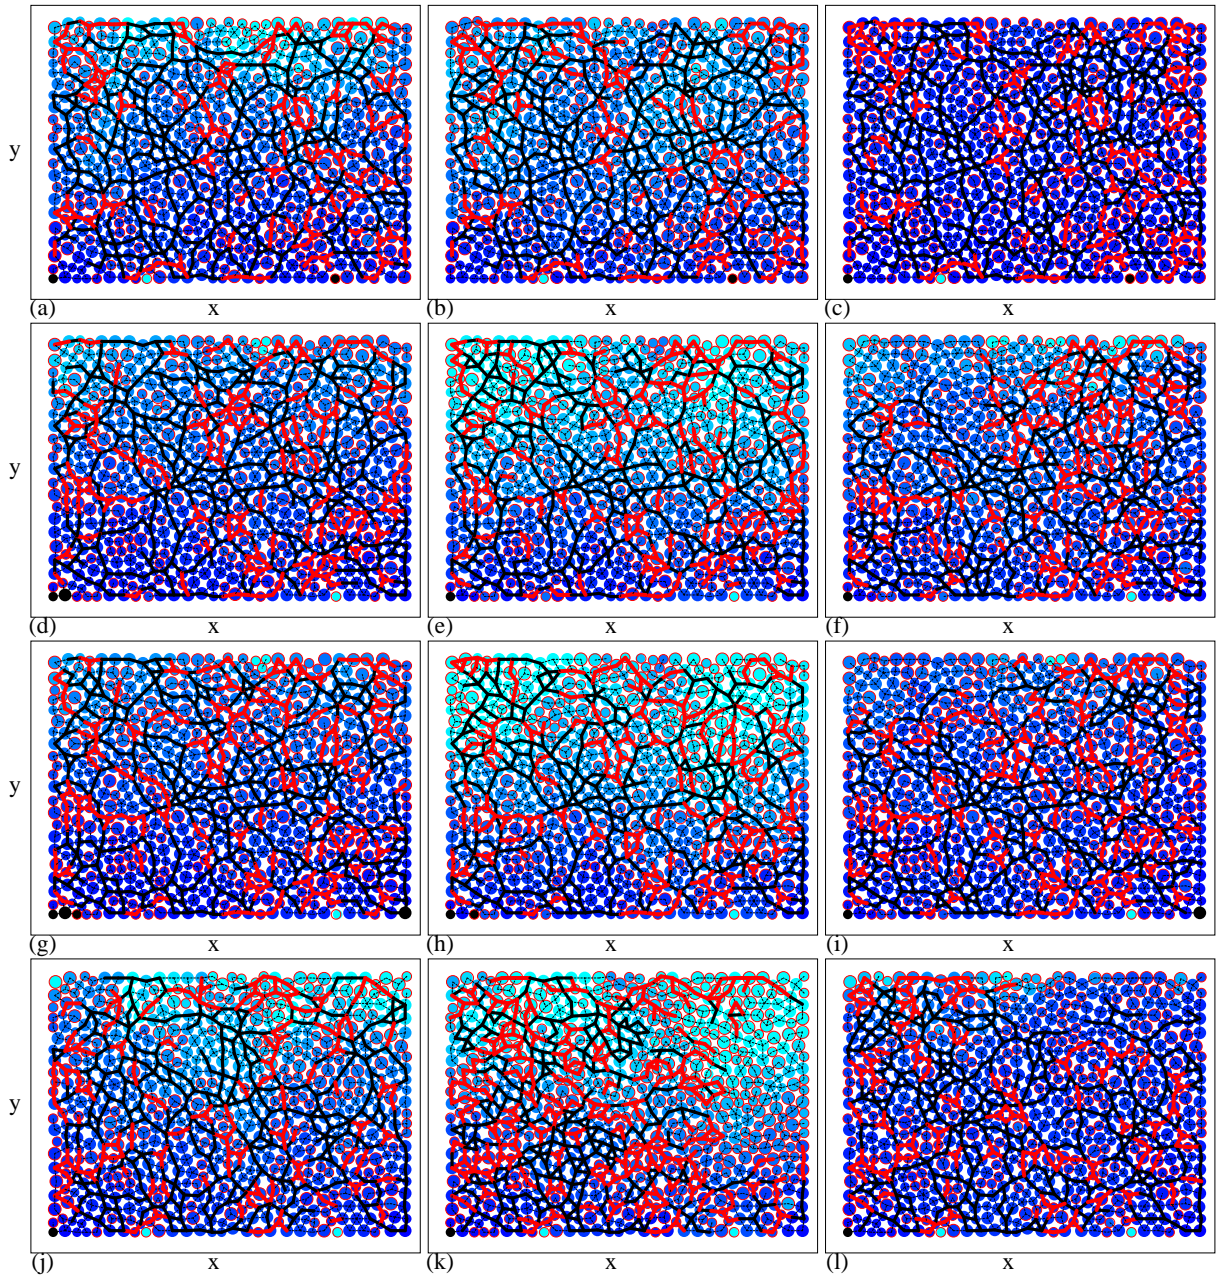 y
(a) x (b) x (c) x
y
(d) x (e) x (f) x
y
(g) x (h) x (i) x
y
(j) x (k) x (l) x